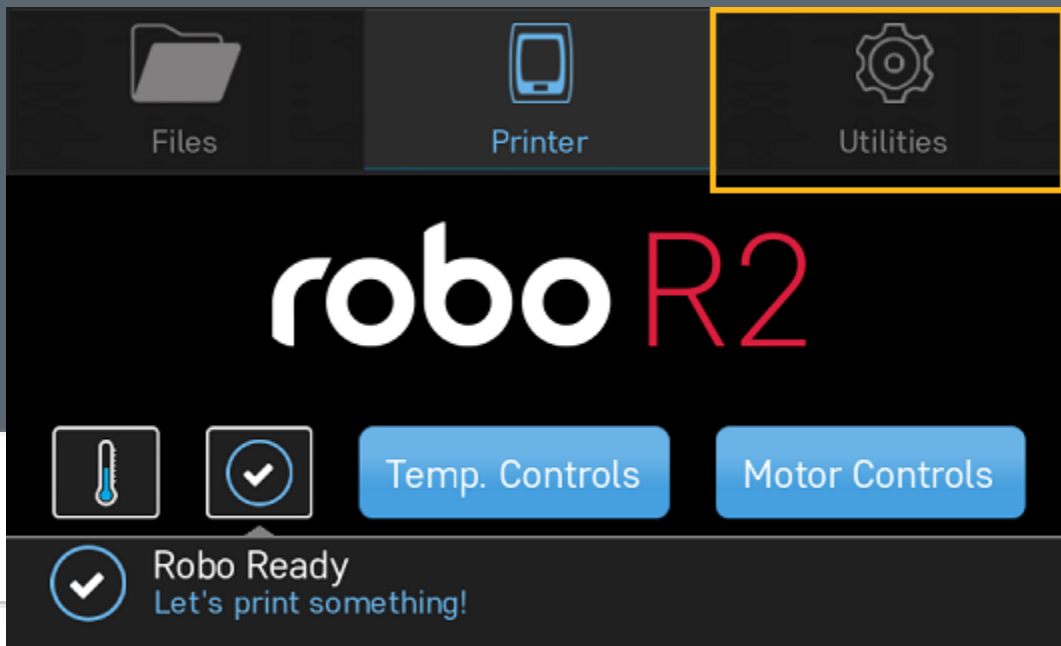 Files Printer Utilities
robo R2
Temp. Controls Motor Controls
Robo Ready
Let's print something!